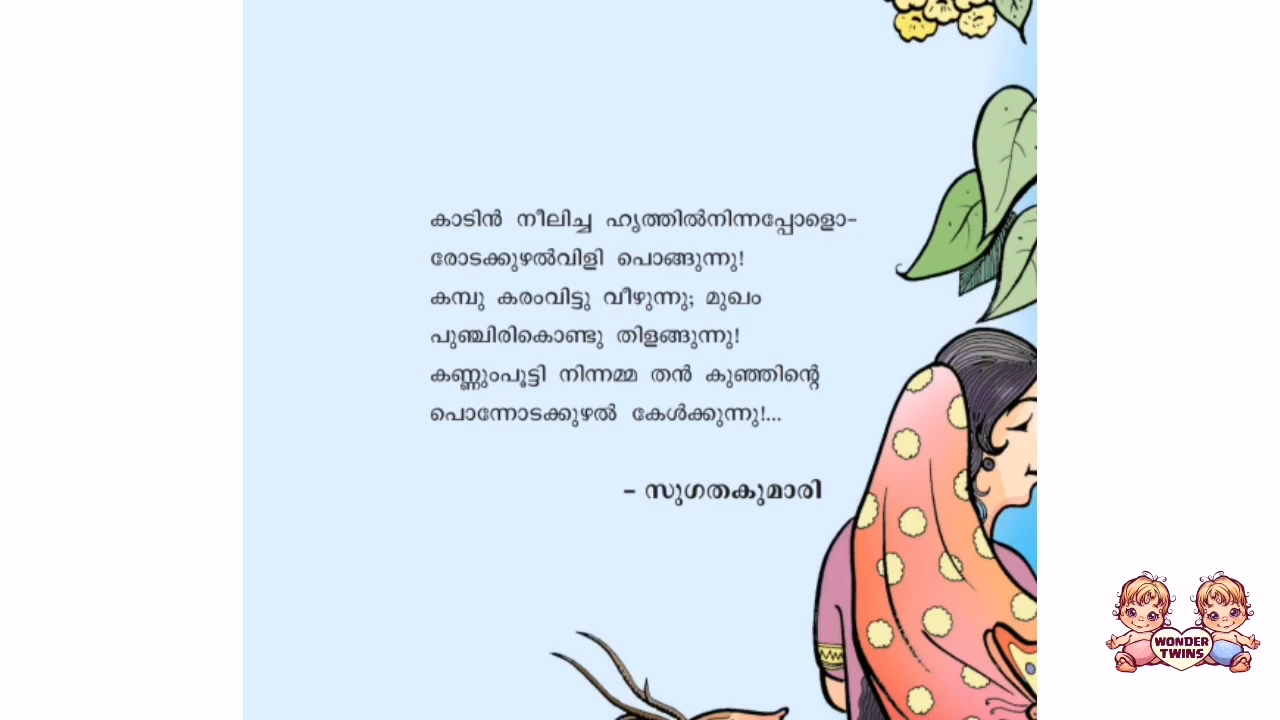 കാടിൻ നീലിച്ച ഹൃത്തിൽനിന്നപ്പോളൊ-
രോടക്കുഴൽവിളി പൊങ്ങുന്നു!
കമ്പു കരംവിട്ടു വീഴുന്നു; മുഖം
പുഞ്ചിരികൊണ്ടു തിളങ്ങുന്നു!
കണ്ണുംപൂട്ടി നിന്നമ്മ തൻ കുഞ്ഞിന്റെ
പൊന്നോടക്കുഴൽ കേൾക്കുന്നു!...
- സുഗതകുമാരി
WONDER
TWINS